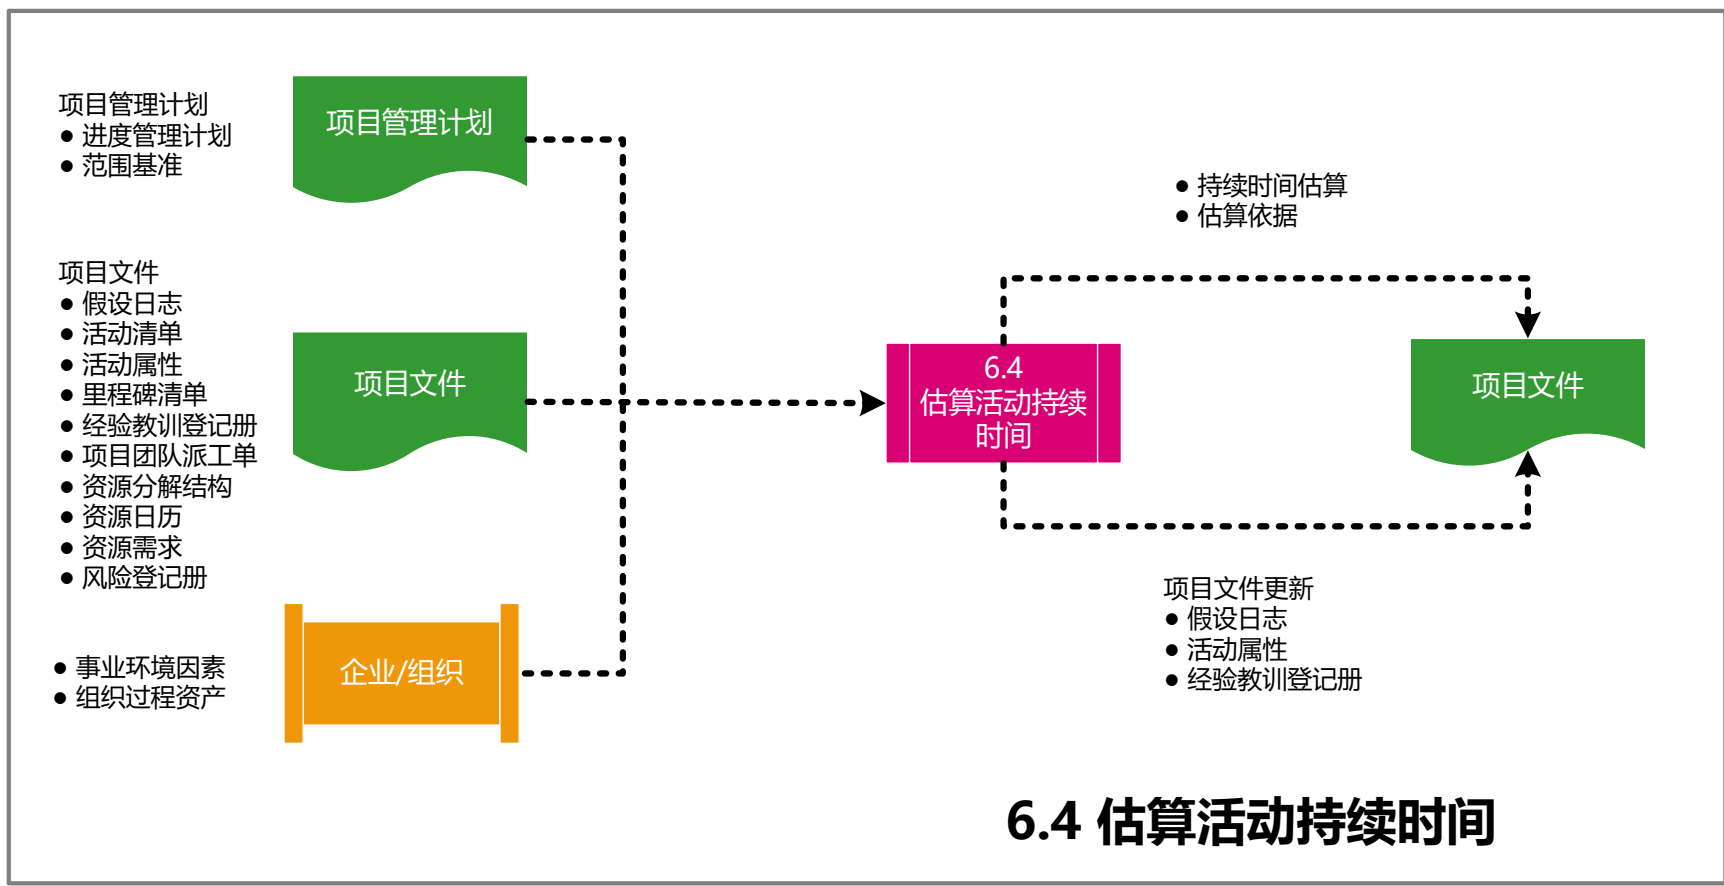 项目管理计划
● 进度管理计划
● 范围基准
项目管理计划
项目文件
● 假设日志
● 活动清单
● 活动属性
● 里程碑清单
● 经验教训登记册
● 项目团队派工单
● 资源分解结构
● 资源日历
● 资源需求
● 风险登记册
项目文件
● 事业环境因素
● 组织过程资产
企业/组织
6.4
估算活动持续
时间
● 持续时间估算
● 估算依据
项目文件
项目文件更新
● 假设日志
● 活动属性
● 经验教训登记册
6.4 估算活动持续时间